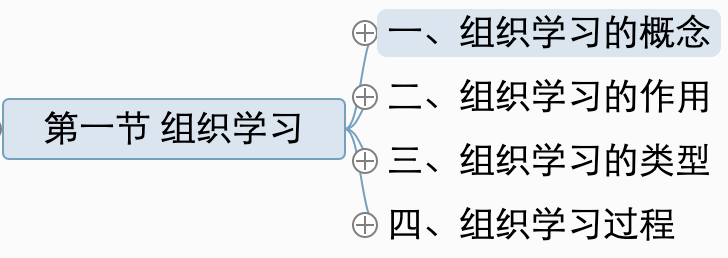 第一节 组织学习
一、组织学习的概念
二、组织学习的作用
三、组织学习的类型
四、组织学习过程